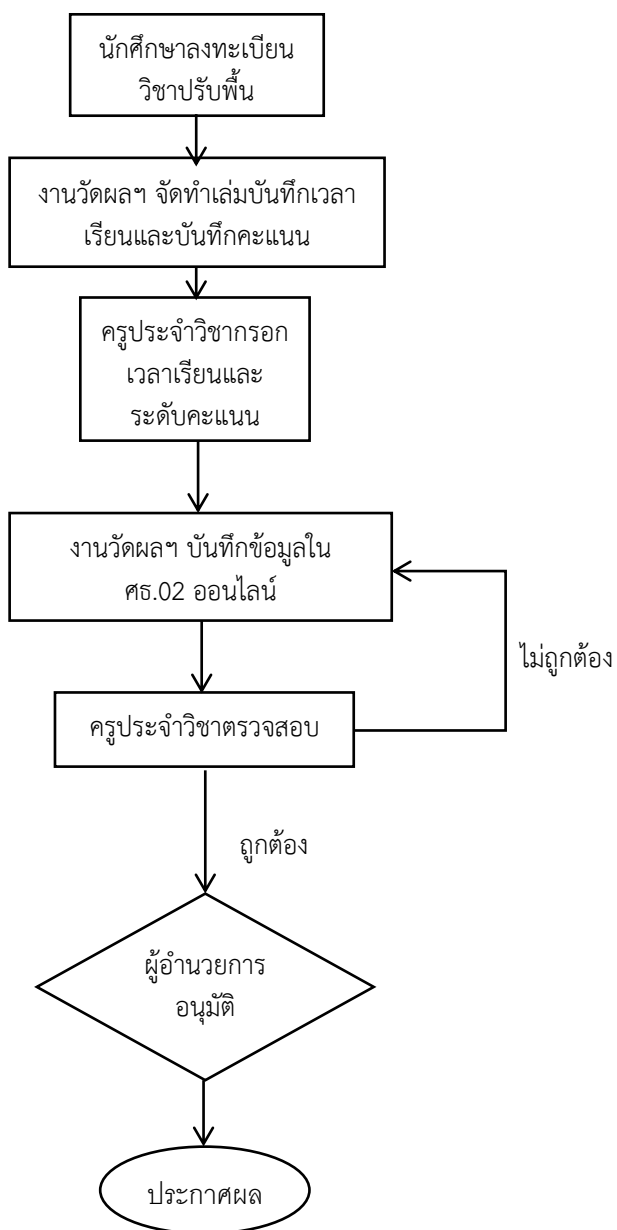 นักศึกษาลงทะเบียน
วิชาปรับพื้น
งานวัดผลฯ จัดทำเล่มบันทึกเวลา
เรียนและบันทึกคะแนน
ครูประจำวิชากรอก
เวลาเรียนและ
ระดับคะแนน
งานวัดผลฯ บันทึกข้อมูลใน
ศธ.02 ออนไลน์
ไม่ถูกต้อง
ครูประจำวิชาตรวจสอบ
ถูกต้อง
ผู้อำนวยการ
อนุมัติ
ประกาศผล